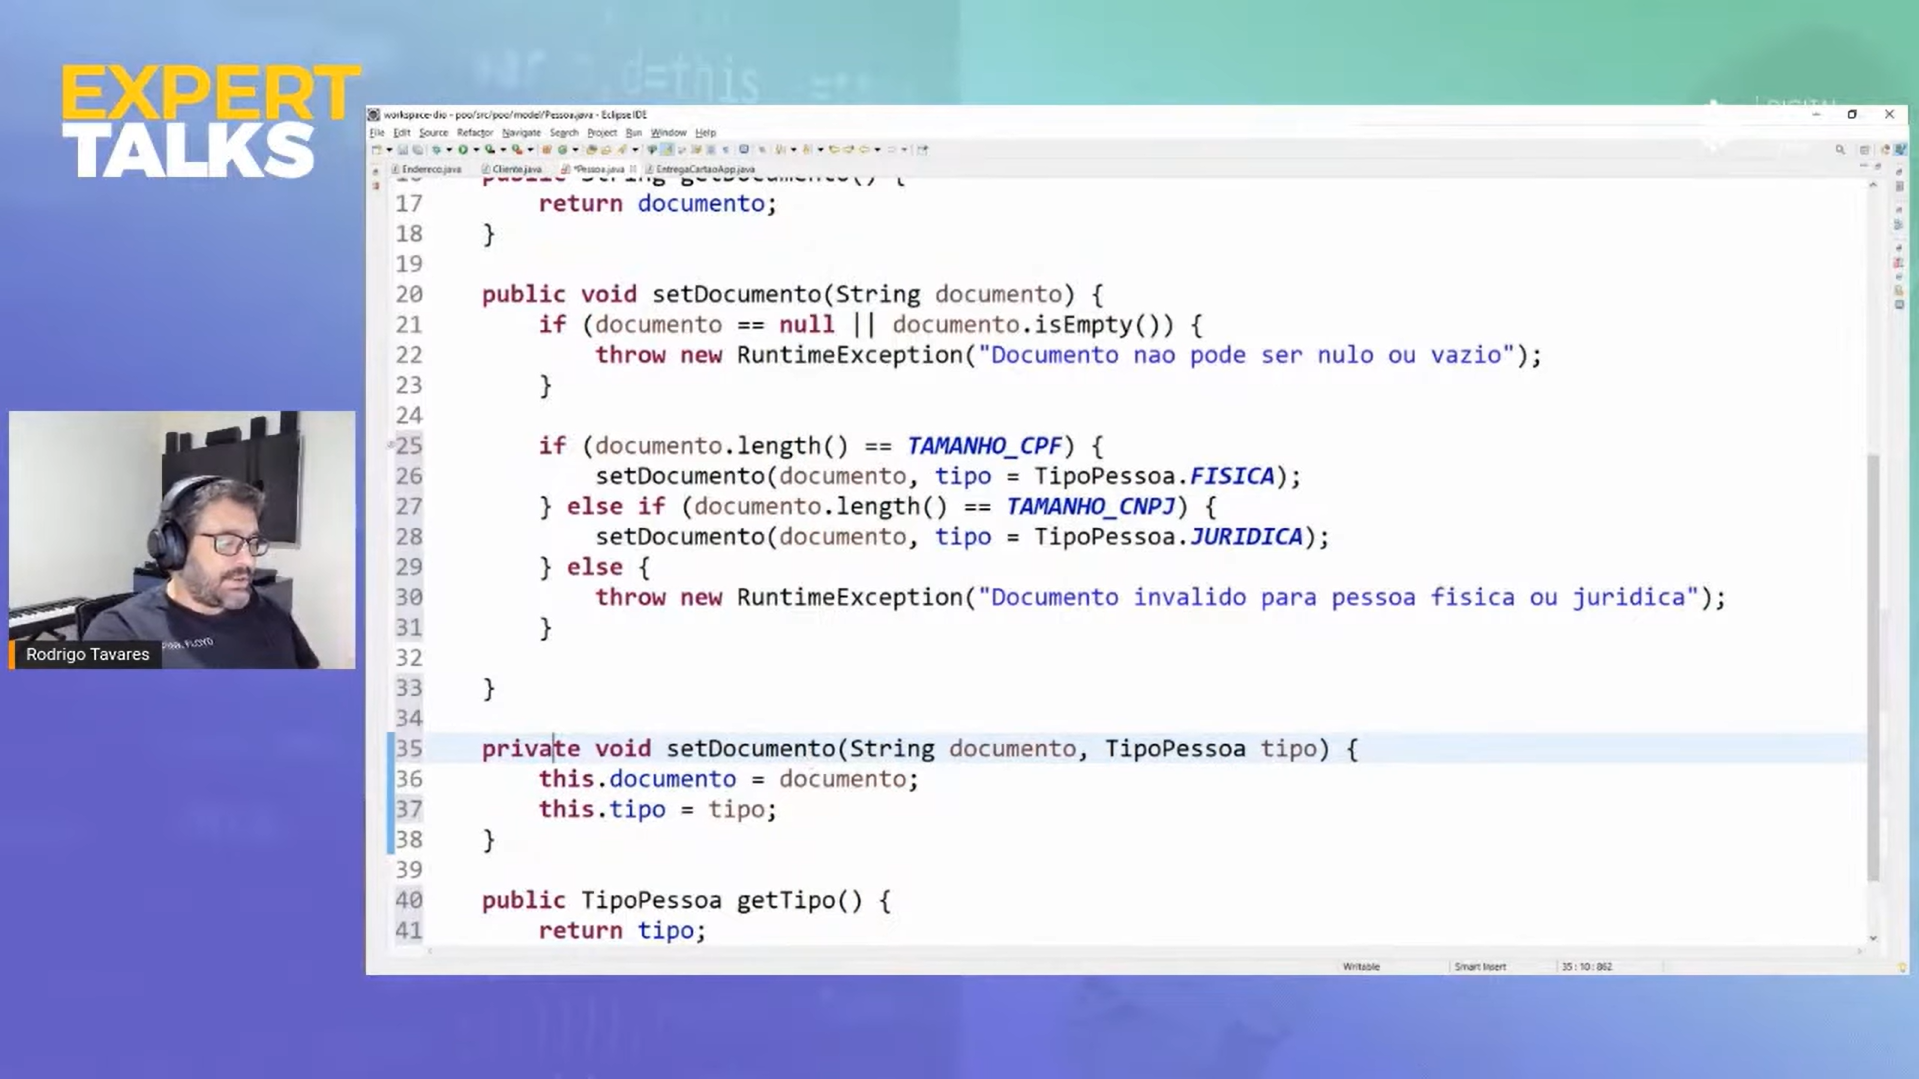 EXPERT
TALKS
workspace-dio - poo/src/poo/model/Pessoa.java - Eclipse IDE
File Edit Source Refactor Navigate Search Project Run Window Help
Endereco.java Cliente.java *Pessoa.java EntregaCartaoApp.java
16 public String getDocumento() {
17 return documento;
18 }
19
20 public void setDocumento(String documento) {
21 if (documento == null || documento.isEmpty()) {
22 throw new RuntimeException("Documento nao pode ser nulo ou vazio");
23 }
24
25 if (documento.length() == TAMANHO_CPF) {
26 setDocumento(documento, tipo = TipoPessoa.FISICA);
27 } else if (documento.length() == TAMANHO_CNPJ) {
28 setDocumento(documento, tipo = TipoPessoa.JURIDICA);
29 } else {
30 throw new RuntimeException("Documento invalido para pessoa fisica ou juridica");
31 }
32
33 }
34
35 private void setDocumento(String documento, TipoPessoa tipo) {
36 this.documento = documento;
37 this.tipo = tipo;
38 }
39
40 public TipoPessoa getTipo() {
41 return tipo;
Writable Smart Insert 35 : 10 : 862
FLOYD
Rodrigo Tavares